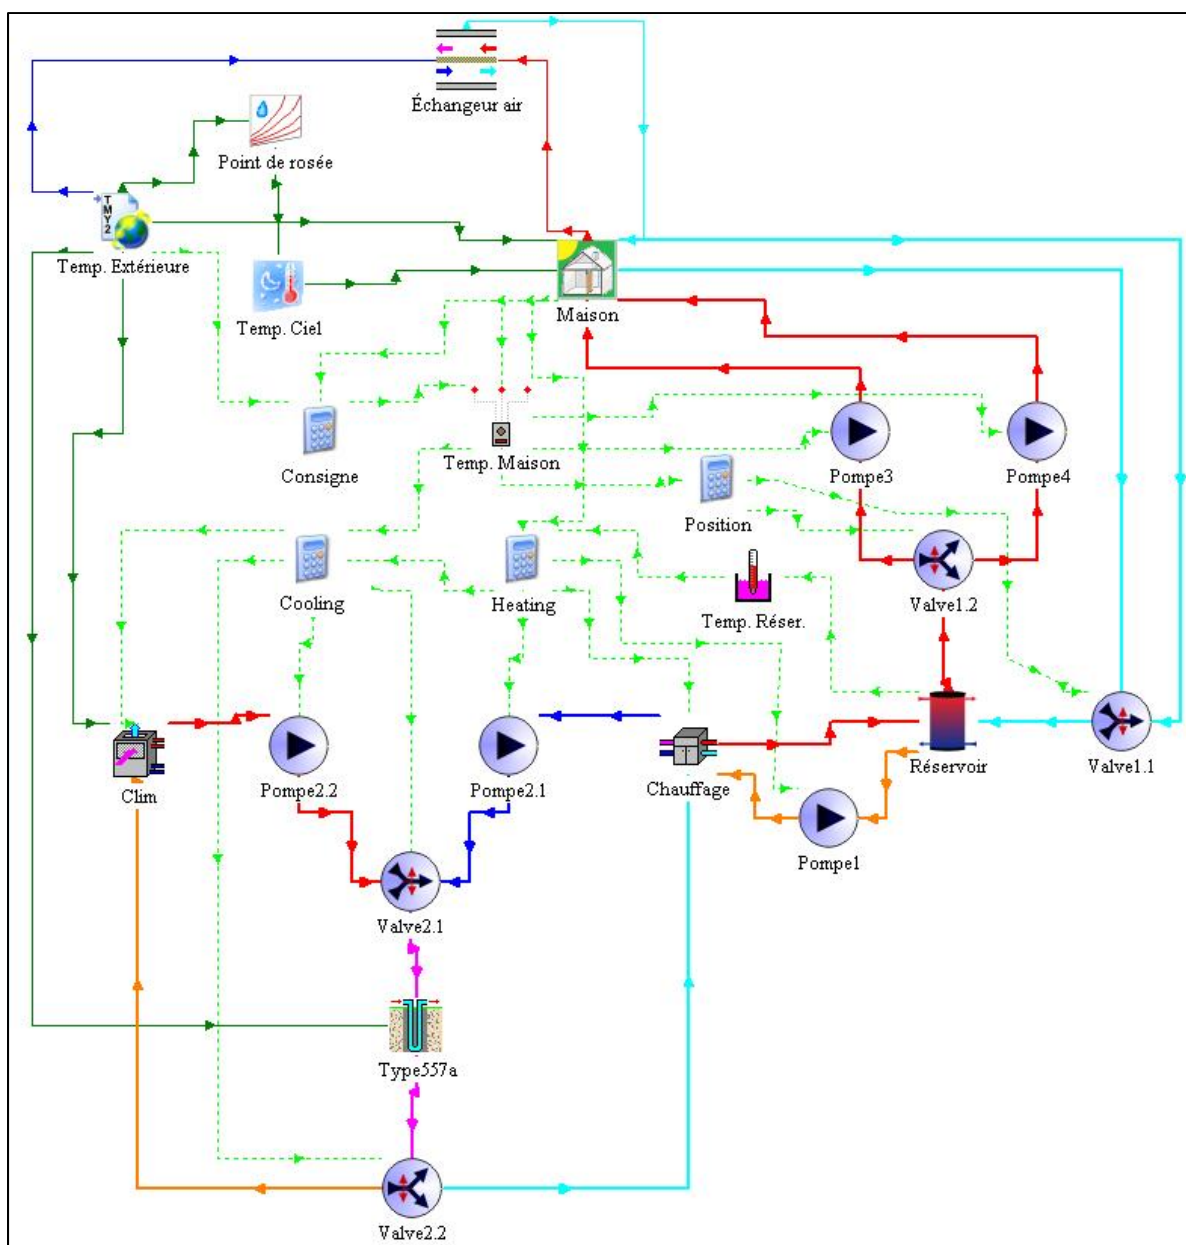 Échangeur air
Point de rosée
TMY2
Temp. Extérieure
Temp. Ciel
Maison
Consigne
Temp. Maison
Pompe3
Pompe4
Position
Cooling
Heating
Temp. Réser.
Valve1.2
Clim
Pompe2.2
Pompe2.1
Chauffage
Réservoir
Valve1.1
Pompe1
Valve2.1
Type557a
Valve2.2